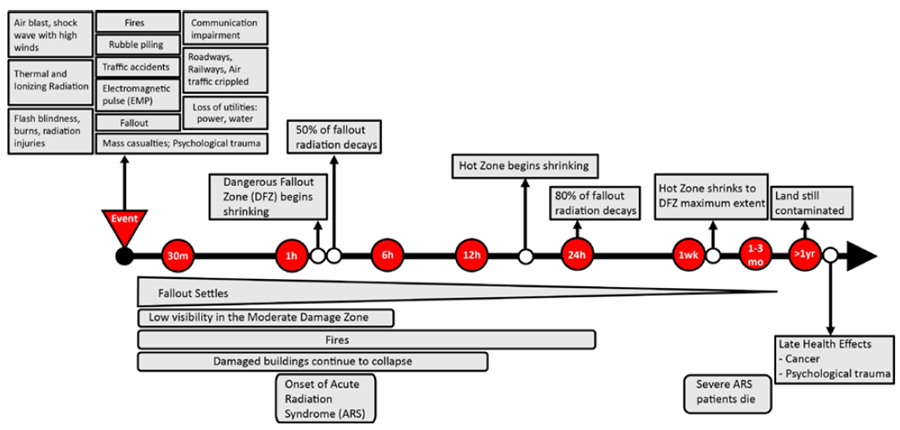 Air blast, shock
wave with high
winds
Thermal and
Ionizing Radiation
Flash blindness,
burns, radiation
injuries
Fires
Rubble piling
Traffic accidents
Electromagnetic
pulse (EMP)
Fallout
Mass casualties; Psychological trauma
Communication
impairment
Roadways,
Railways, Air
traffic crippled
Loss of utilities:
power, water
50% of fallout
radiation decays
Dangerous Fallout
Zone (DFZ) begins
shrinking
Hot Zone begins shrinking
80% of fallout
radiation decays
Hot Zone shrinks to
DFZ maximum extent
Land still
contaminated
Event
30m
1h
6h
12h
24h
1wk
1-3
mo
>1yr
Fallout Settles
Low visibility in the Moderate Damage Zone
Fires
Damaged buildings continue to collapse
Onset of Acute
Radiation
Syndrome (ARS)
Severe ARS
patients die
Late Health Effects
- Cancer
- Psychological trauma